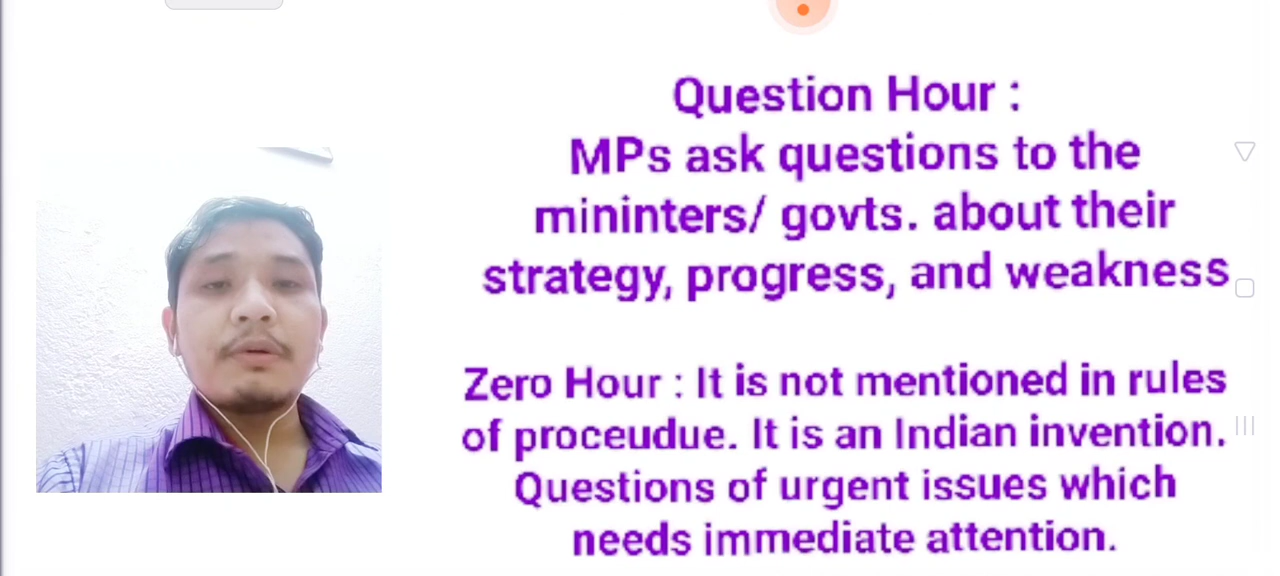 Question Hour :
MPs ask questions to the
mininters/ govts. about their
strategy, progress, and weakness
Zero Hour : It is not mentioned in rules
of proceudue. It is an Indian invention.
Questions of urgent issues which
needs immediate attention.